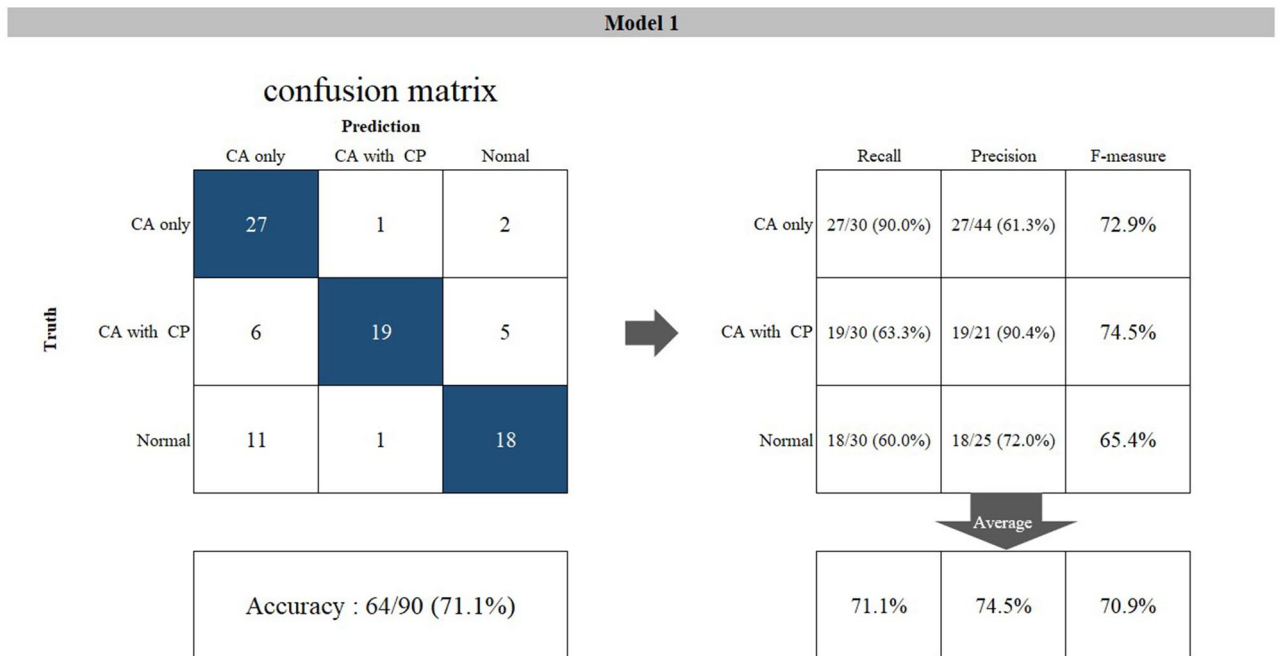 Model 1
confusion matrix
Prediction
CA only CA with CP Nomal
Truth
CA only 27 1 2
CA with CP 6 19 5
Normal 11 1 18
Accuracy : 64/90 (71.1%)
Recall Precision F-measure
CA only 27/30 (90.0%) 27/44 (61.3%) 72.9%
CA with CP 19/30 (63.3%) 19/21 (90.4%) 74.5%
Normal 18/30 (60.0%) 18/25 (72.0%) 65.4%
Average
71.1% 74.5% 70.9%